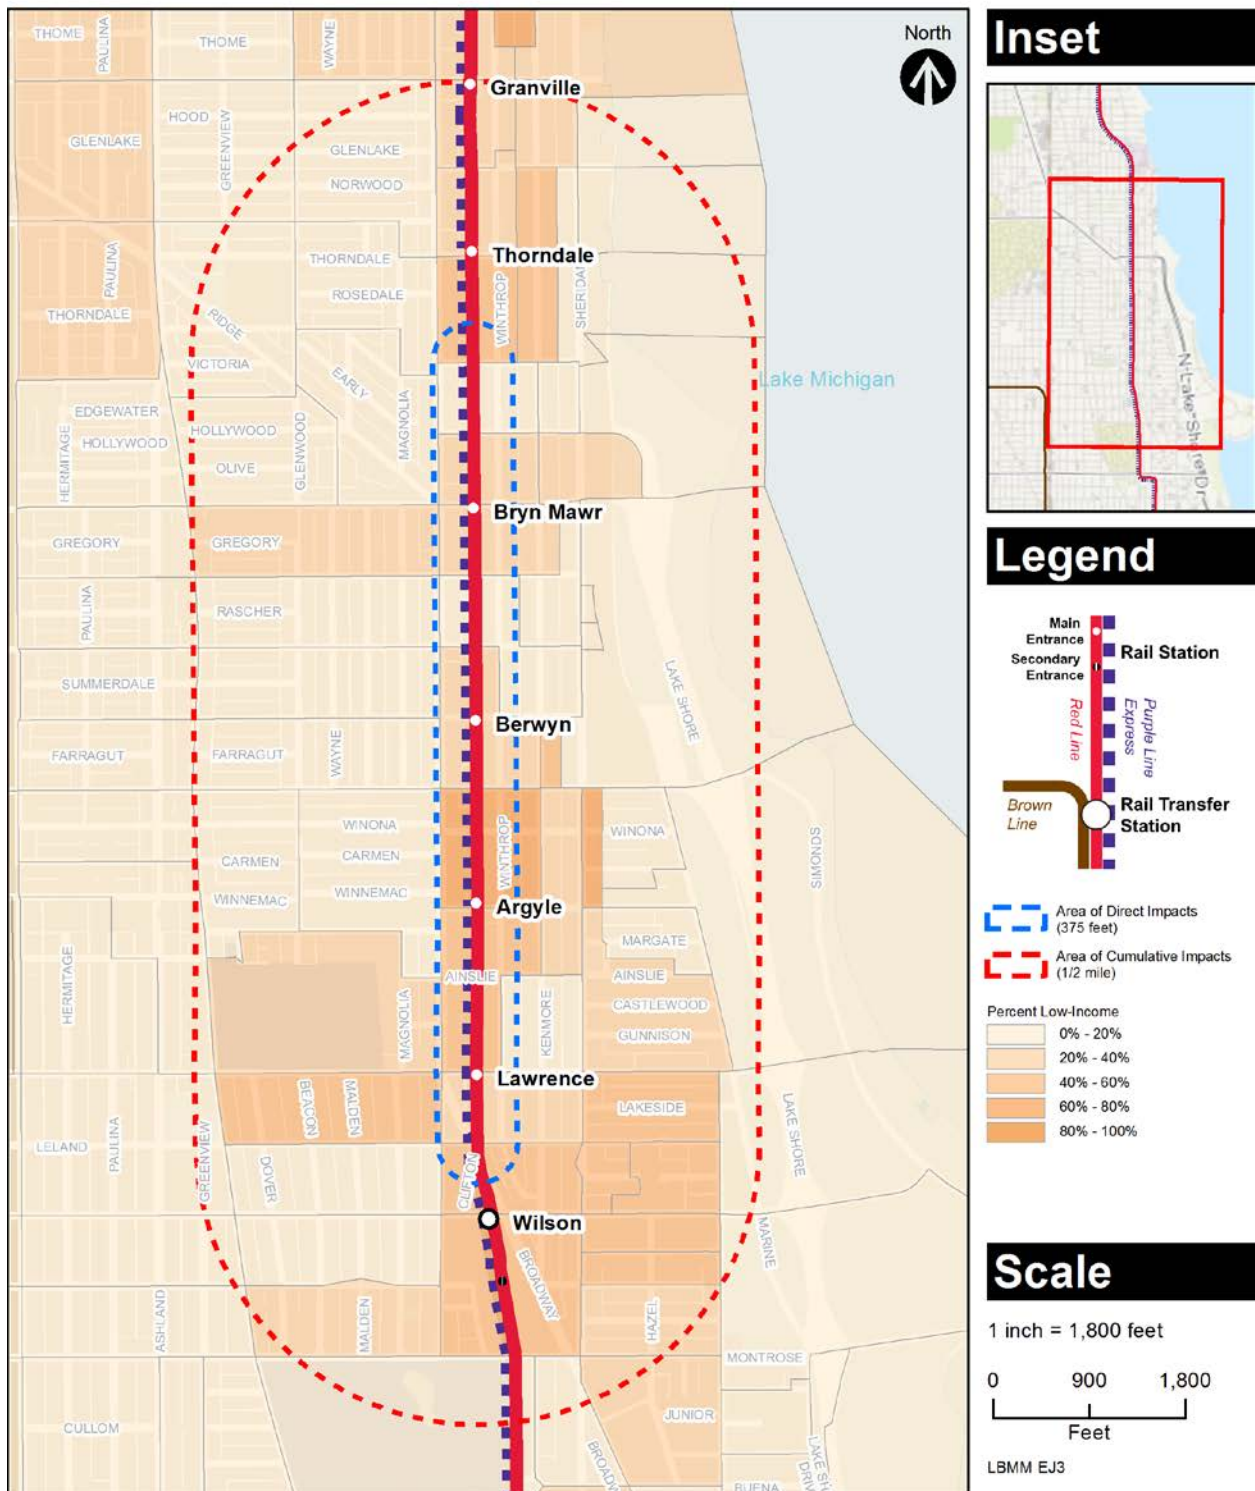 THOME
PAULINA
THOME
WAYNE
North
Granville
HOOD
GREENVIEW
GLENLAKE
GLENLAKE
NORWOOD
PAULINA
THORNDALE
Thorndale
WINTHROP
SHERIDAN
ROSEDALE
THORNDALE
RIDGE
VICTORIA
EARLY
MAGNOLIA
Lake Michigan
EDGEWATER
HERMITAGE
HOLLYWOOD
HOLLYWOOD
GLENWOOD
OLIVE
Bryn Mawr
GREGORY
GREGORY
PAULINA
RASCHER
SUMMERDALE
LAKE SHORE
Berwyn
FARRAGUT
FARRAGUT
WAYNE
WINONA
WINTHROP
WINONA
SIMONDS
CARMEN
CARMEN
WINNEMAC
WINNEMAC
Argyle
HERMITAGE
MARGATE
AINSLIE
AINSLIE
MAGNOLIA
KENMORE
CASTLEWOOD
GUNNISON
Lawrence
BEACON
MALDEN
LAKESIDE
LAKE SHORE
LELAND
PAULINA
GREENVIEW
DOVER
CLIFTON
Wilson
MARINE
BROADWAY
ASHLAND
MALDEN
HAZEL
MONTROSE
CULLOM
JUNIOR
BROADW
LAKE SH
DRIV
BUENA
Inset
N Lake Shore Dr
Legend
Main
Entrance
Secondary
Entrance
Rail Station
Red Line
Purple Line
Express
Brown
Line
Rail Transfer
Station
Area of Direct Impacts
(375 feet)
Area of Cumulative Impacts
(1/2 mile)
Percent Low-Income
0% - 20%
20% - 40%
40% - 60%
60% - 80%
80% - 100%
Scale
1 inch = 1,800 feet
0 900 1,800
Feet
LBMM EJ3